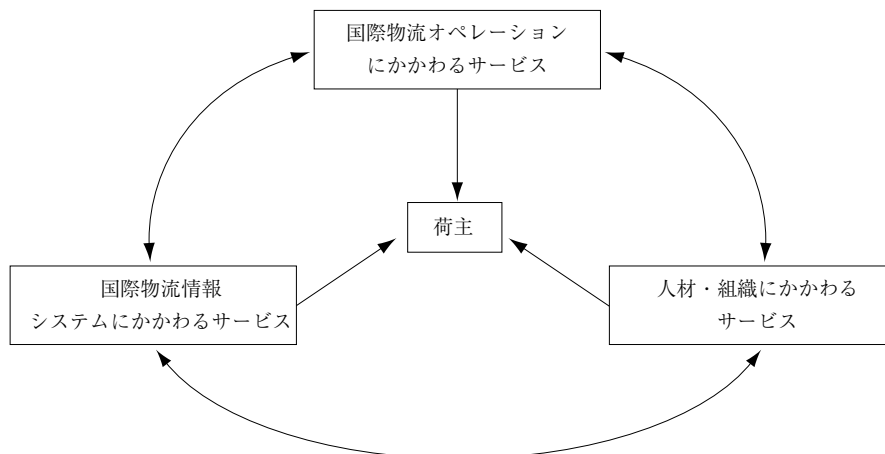 国際物流オペレーション
にかかわるサービス
荷主
国際物流情報
システムにかかわるサービス
人材・組織にかかわる
サービス